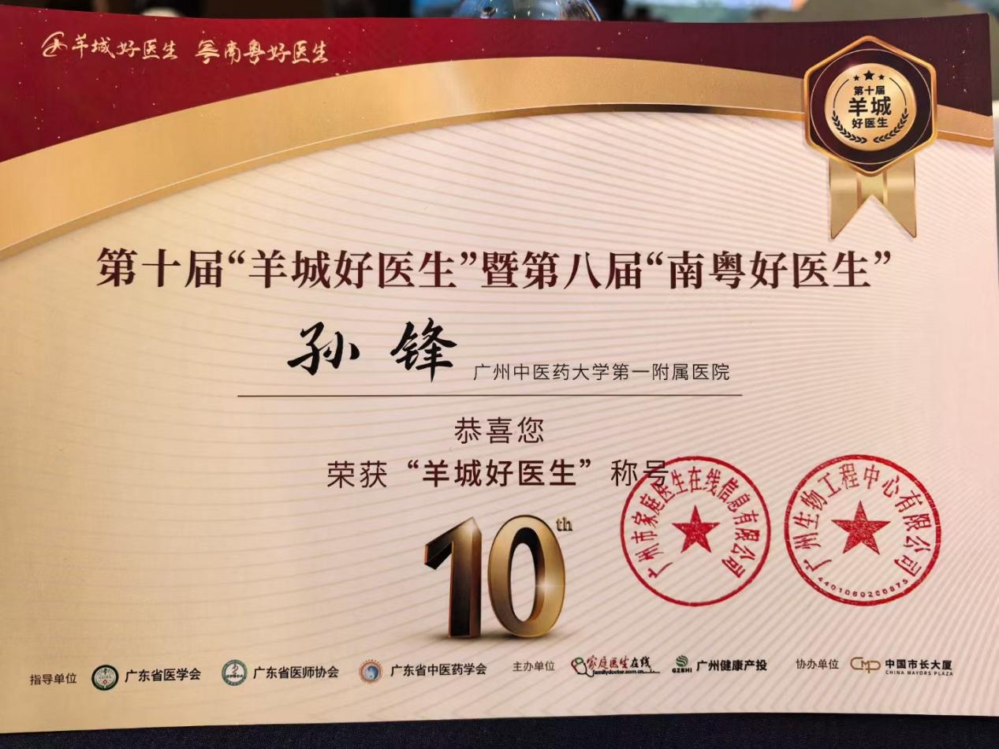 羊城好医生 南粤好医生
第十届
羊城
好医生
第十届“羊城好医生”暨第八届“南粤好医生”
孙锋 广州中医药大学第一附属医院
恭喜您
荣获“羊城好医生”称号
10th
广州市家庭医生在线信息有限公司
广州生物工程中心有限公司
4401060200875
指导单位 广东省医学会 广东省医师协会 广东省中医药学会 主办单位 家庭医生在线 familydoctor.com.cn GZHHI 广州健康产投 协办单位 CMP 中国市长大厦 CHINA MAYORS PLAZA